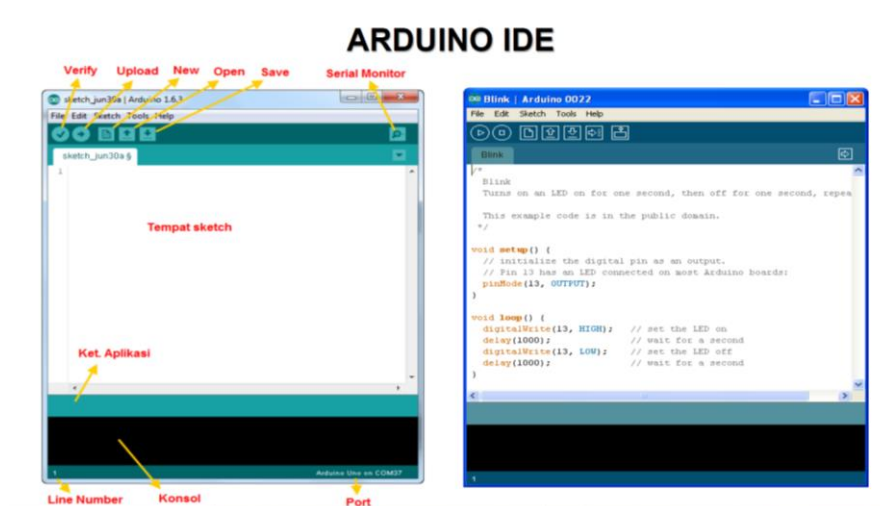 ARDUINO IDE
Verify Upload New Open Save Serial Monitor
sketch_jun30a | Arduino 1.6.3
File Edit Sketch Tools Help
sketch_jun30a §
1
Tempat sketch
Ket. Aplikasi
1
Arduino Uno on COM37
Line Number
Konsol
Port
Blink | Arduino 0022
File Edit Sketch Tools Help
Blink
/*
Blink
Turns on an LED on for one second, then off for one second, repea
This example code is in the public domain.
*/
void setup() {
// initialize the digital pin as an output.
// Pin 13 has an LED connected on most Arduino boards:
pinMode(13, OUTPUT);
}
void loop() {
digitalWrite(13, HIGH); // set the LED on
delay(1000); // wait for a second
digitalWrite(13, LOW); // set the LED off
delay(1000); // wait for a second
}
1